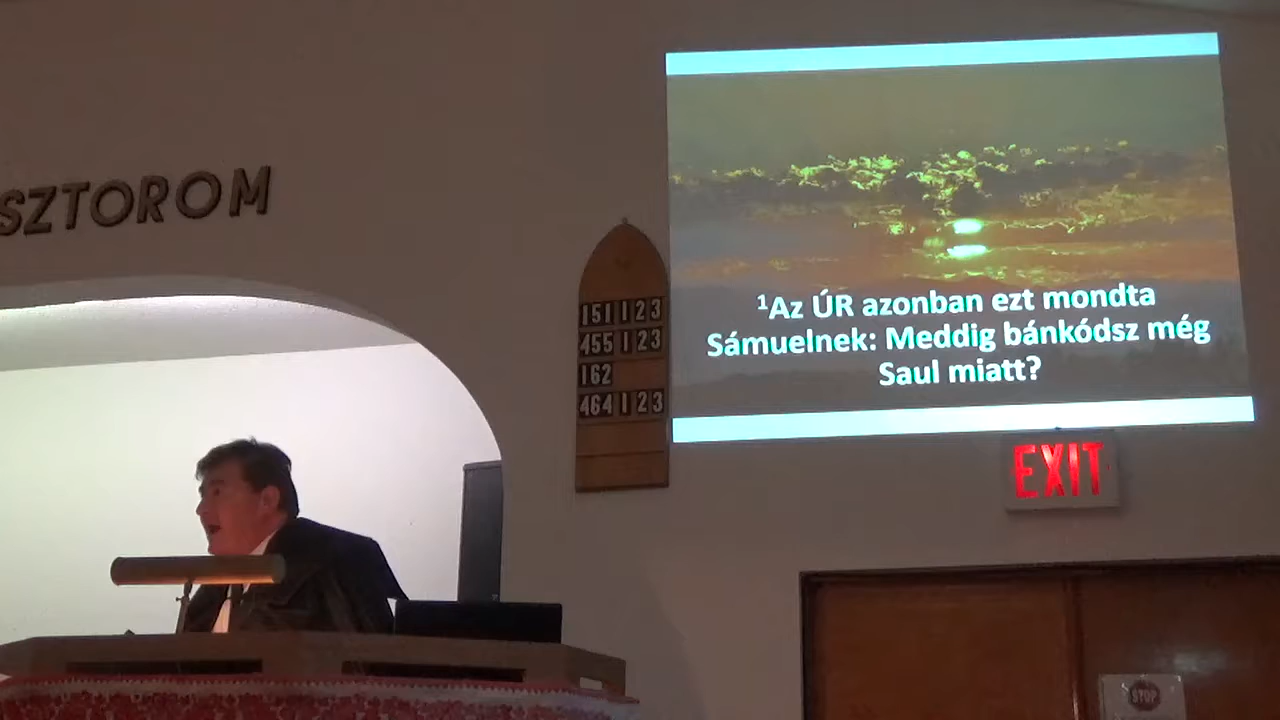 SZTOROM
151 1 2 3
455 1 2 3
162
464 1 2 3
¹Az ÚR azonban ezt mondta
Sámuelnek: Meddig bánkódsz még
Saul miatt?
EXIT
STOP